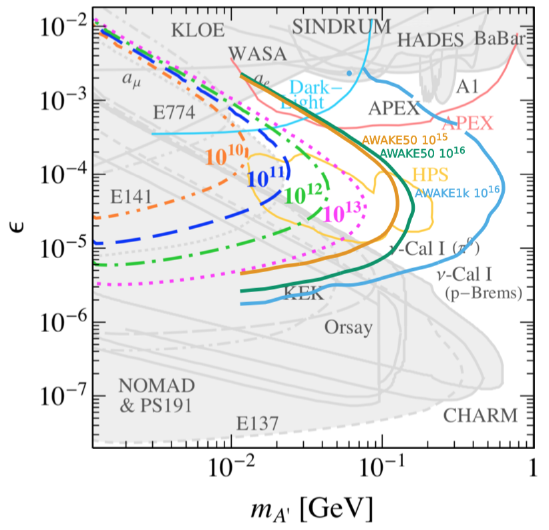 10⁻²
10⁻³
10⁻⁴
10⁻⁵
10⁻⁶
10⁻⁷
ϵ
KLOE
SINDRUM
WASA
HADES
BaBar
a_μ
a_e
Dark–
Light
A1
E774
APEX
APEX
AWAKE50 10¹⁵
AWAKE50 10¹⁶
10¹⁰
10¹¹
10¹²
10¹³
HPS
AWAKE1k 10¹⁶
E141
ν-Cal I (π⁰)
ν-Cal I
(p−Brems)
KEK
Orsay
NOMAD
& PS191
E137
CHARM
10⁻²
10⁻¹
1
m_A' [GeV]